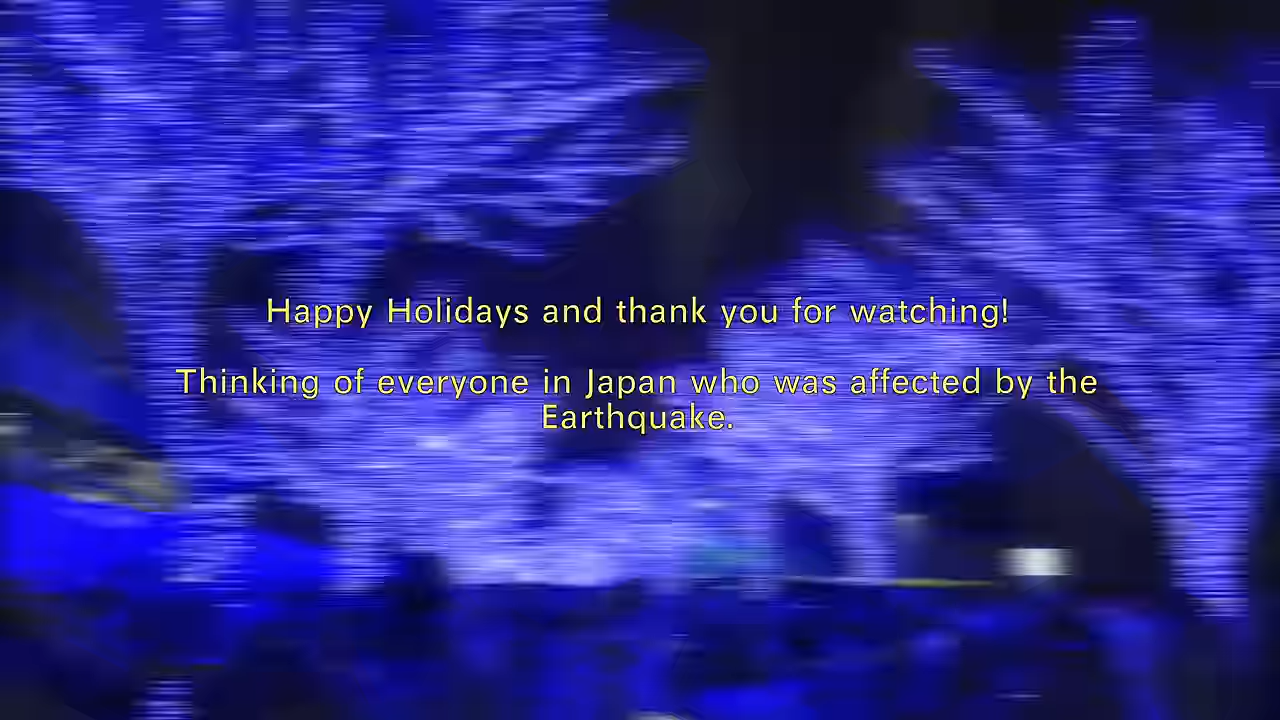 Happy Holidays and thank you for watching!
Thinking of everyone in Japan who was affected by the
Earthquake.